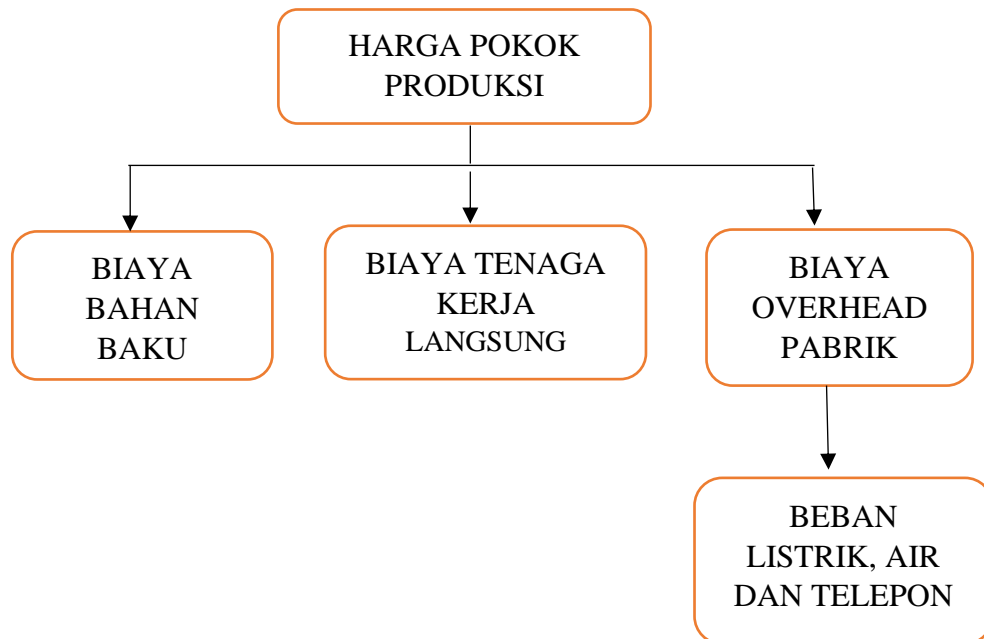 HARGA POKOK
PRODUKSI
BIAYA
BAHAN
BAKU
BIAYA TENAGA
KERJA
LANGSUNG
BIAYA
OVERHEAD
PABRIK
BEBAN
LISTRIK, AIR
DAN TELEPON